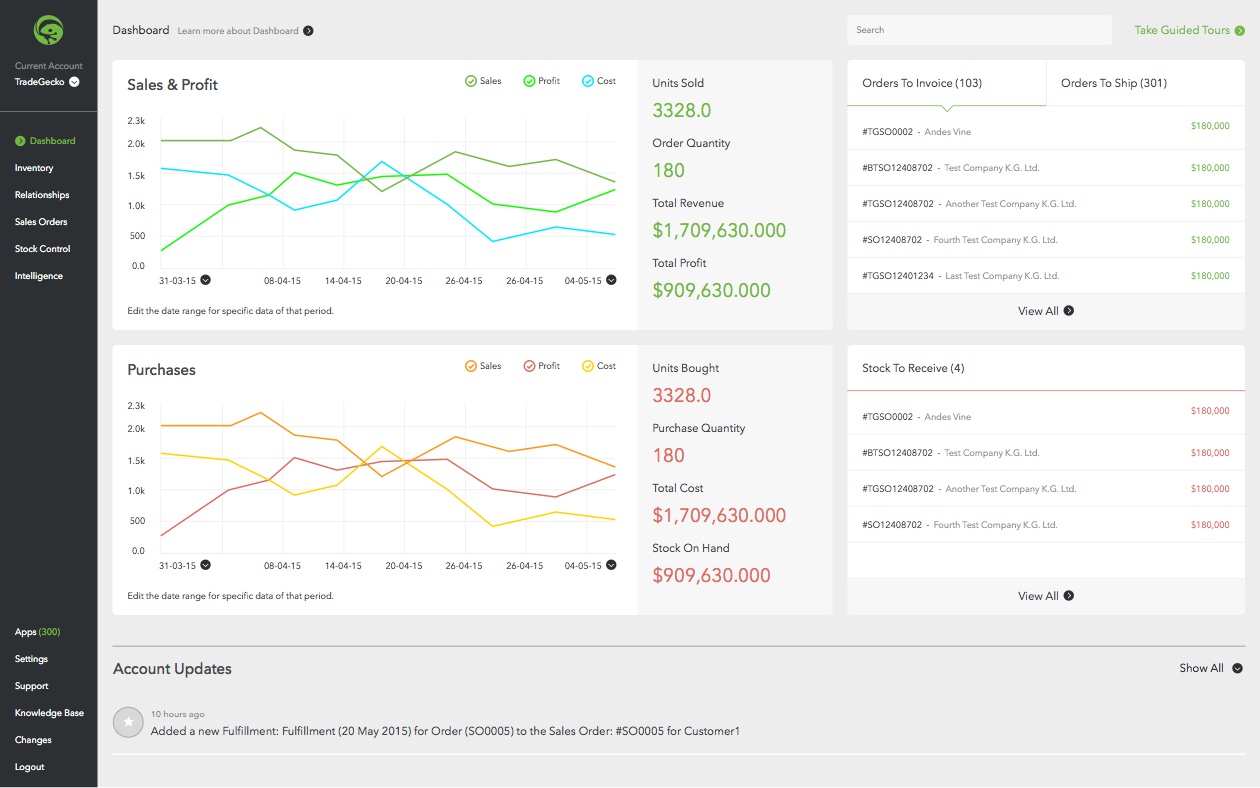 Current Account
TradeGecko
Dashboard
Inventory
Relationships
Sales Orders
Stock Control
Intelligence
Apps (300)
Settings
Support
Knowledge Base
Changes
Logout
Dashboard Learn more about Dashboard
Search
Take Guided Tours
Sales & Profit
Sales Profit Cost
2.3k
2.0k
1.5k
1.0k
500
0.0
31-03-15 08-04-15 14-04-15 20-04-15 26-04-15 26-04-15 04-05-15
Edit the date range for specific data of that period.
Units Sold
3328.0
Order Quantity
180
Total Revenue
$1,709,630.000
Total Profit
$909,630.000
Orders To Invoice (103) Orders To Ship (301)
#TGSO0002 - Andes Vine $180,000
#BTSO12408702 - Test Company K.G. Ltd. $180,000
#TGSO12408702 - Another Test Company K.G. Ltd. $180,000
#SO12408702 - Fourth Test Company K.G. Ltd. $180,000
#TGSO12401234 - Last Test Company K.G. Ltd. $180,000
View All
Purchases
Sales Profit Cost
2.3k
2.0k
1.5k
1.0k
500
0.0
31-03-15 08-04-15 14-04-15 20-04-15 26-04-15 26-04-15 04-05-15
Edit the date range for specific data of that period.
Units Bought
3328.0
Purchase Quantity
180
Total Cost
$1,709,630.000
Stock On Hand
$909,630.000
Stock To Receive (4)
#TGSO0002 - Andes Vine $180,000
#BTSO12408702 - Test Company K.G. Ltd. $180,000
#TGSO12408702 - Another Test Company K.G. Ltd. $180,000
#SO12408702 - Fourth Test Company K.G. Ltd. $180,000
View All
Account Updates
Show All
10 hours ago
Added a new Fulfillment: Fulfillment (20 May 2015) for Order (SO0005) to the Sales Order: #SO0005 for Customer1